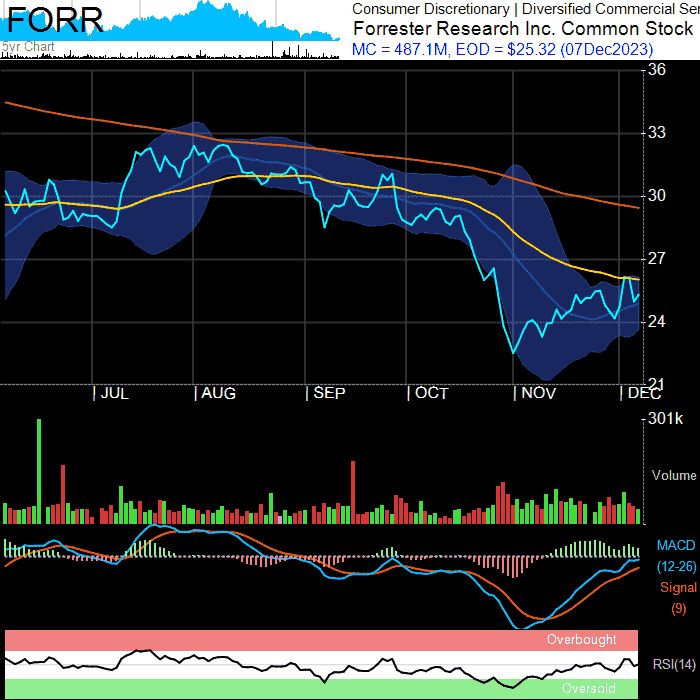 FORR
5yr Chart
Consumer Discretionary | Diversified Commercial Ser
Forrester Research Inc. Common Stock
MC = 487.1M, EOD = $25.32 (07Dec2023)
36
33
30
27
24
21
JUL AUG SEP OCT NOV DEC
301k
Volume
MACD
(12-26)
Signal
(9)
Overbought
RSI(14)
Oversold